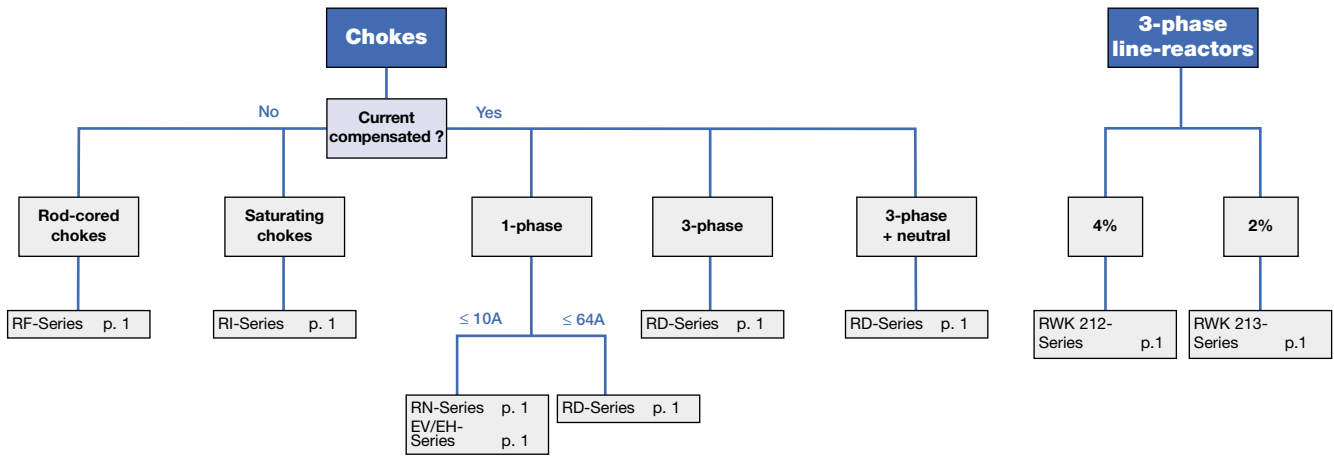 Chokes
3-phase
line-reactors
No
Current
compensated ?
Yes
Rod-cored
chokes
Saturating
chokes
1-phase
3-phase
3-phase
+ neutral
4%
2%
RF-Series p. 1
RI-Series p. 1
≤ 10A
≤ 64A
RD-Series p. 1
RD-Series p. 1
RWK 212-
Series p.1
RWK 213-
Series p.1
RN-Series p. 1
EV/EH-
Series p. 1
RD-Series p. 1